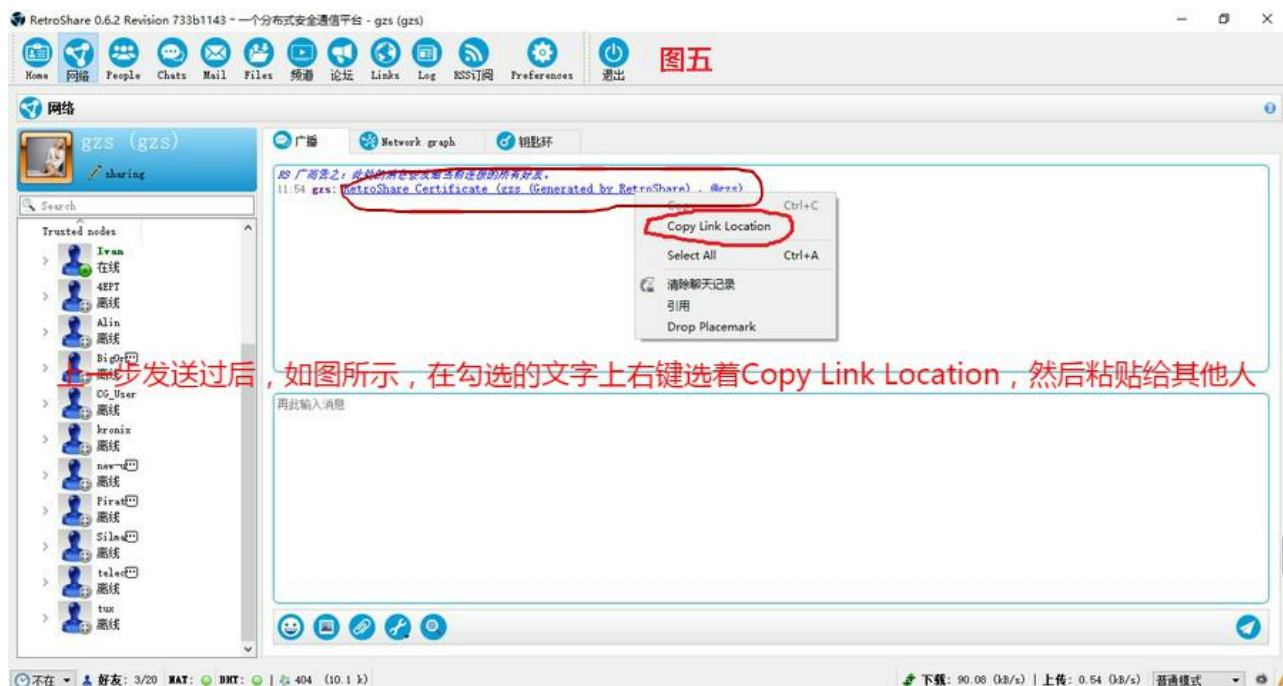 RetroShare 0.6.2 Revision 733b1143 - 一个分布式安全通信平台 - gzs (gzs)
Home 网络 People Chats Mail Files 频道 论坛 Links Log RSS订阅 Preferences 退出
图五
网络
gzs (gzs)
sharing
广播 Network graph 钥匙环
11:54 gzs: RetroShare Certificate (gzs (Generated by RetroShare) , @gzs)
Ctrl+C
Copy Link Location
Select All Ctrl+A
清除聊天记录
引用
Drop Placemark
Search
Trusted nodes
Ivan
在线
4EPT
离线
Alin
离线
上一步发送过后，如图所示，在勾选的文字上右键选着Copy Link Location，然后粘贴给其他人
CG_User
离线
kronix
离线
离线
离线
离线
离线
tux
离线
再此输入消息
不在 好友: 3/20 NAT: DHT: 404 (10.1 k)
下载: 90.08 (kB/s) | 上传: 0.54 (kB/s) 普通模式